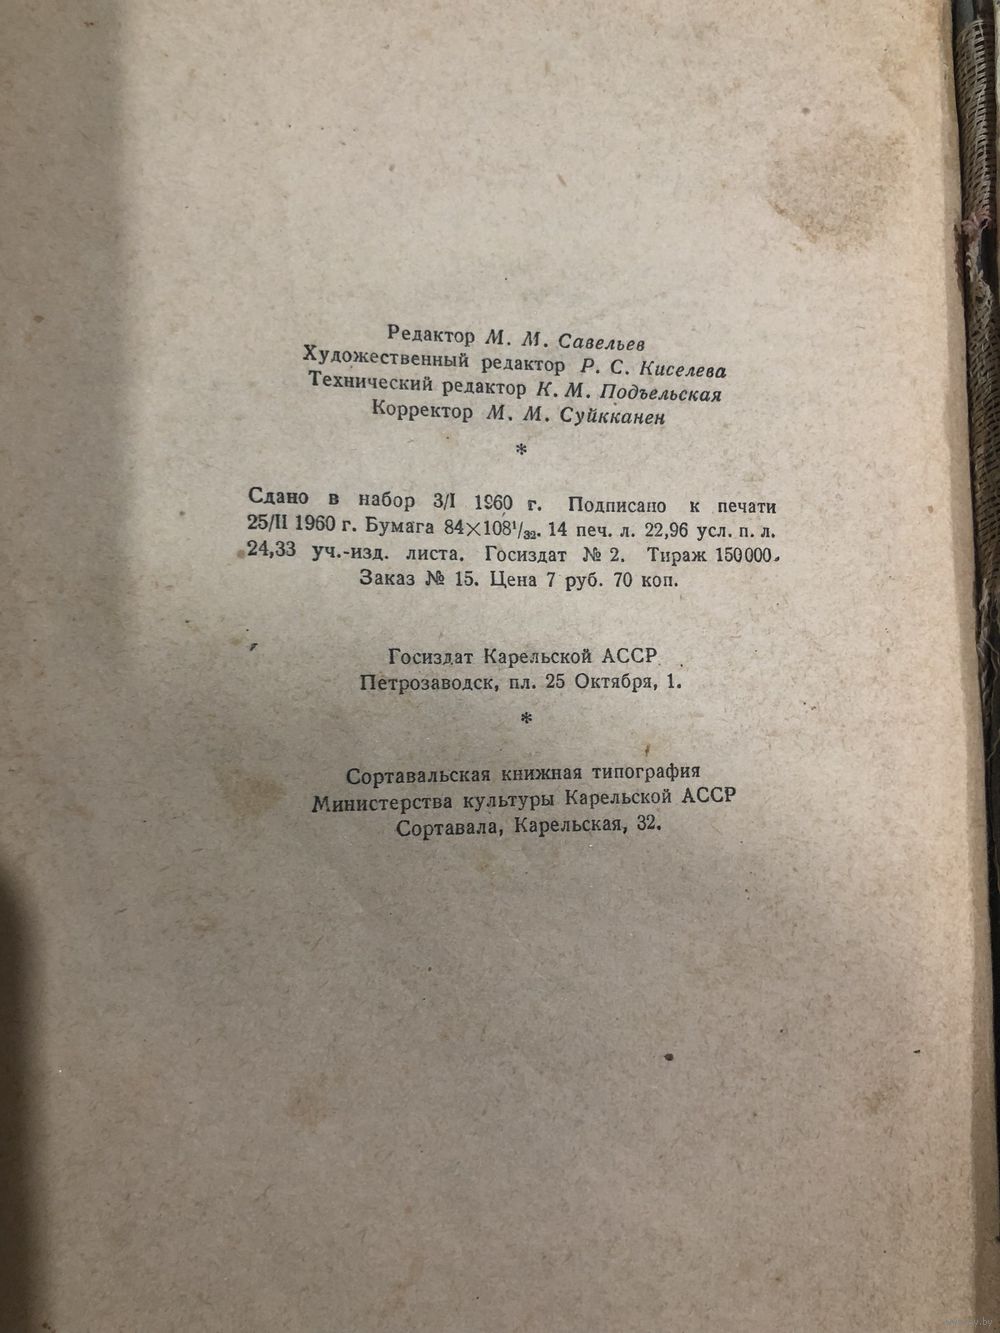 Редактор М. М. Савельев
Художественный редактор Р. С. Киселева
Технический редактор К. М. Подъельская
Корректор М. М. Суйкканен
*
Сдано в набор 3/I 1960 г. Подписано к печати
25/II 1960 г. Бумага 84×108¹/₃₂. 14 печ. л. 22,96 усл. п. л.
24,33 уч.-изд. листа. Госиздат № 2. Тираж 150000.
Заказ № 15. Цена 7 руб. 70 коп.
Госиздат Карельской АССР
Петрозаводск, пл. 25 Октября, 1.
*
Сортавальская книжная типография
Министерства культуры Карельской АССР
Сортавала, Карельская, 32.